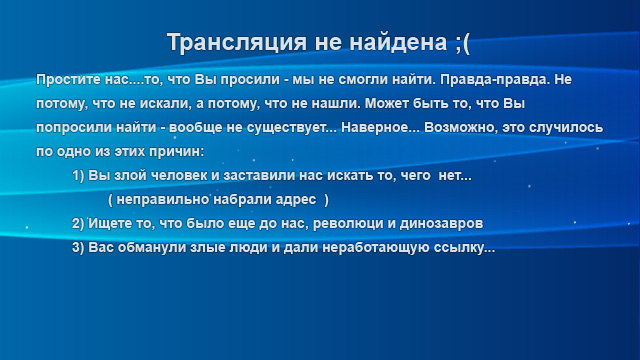 Трансляция не найдена ;(
Простите нас....то, что Вы просили - мы не смогли найти. Правда-правда. Не
потому, что не искали, а потому, что не нашли. Может быть то, что Вы
попросили найти - вообще не существует... Наверное... Возможно, это случилось
по одно из этих причин:
1) Вы злой человек и заставили нас искать то, чего нет...
( неправильно набрали адрес )
2) Ищете то, что было еще до нас, революци и динозавров
3) Вас обманули злые люди и дали неработающую ссылку...